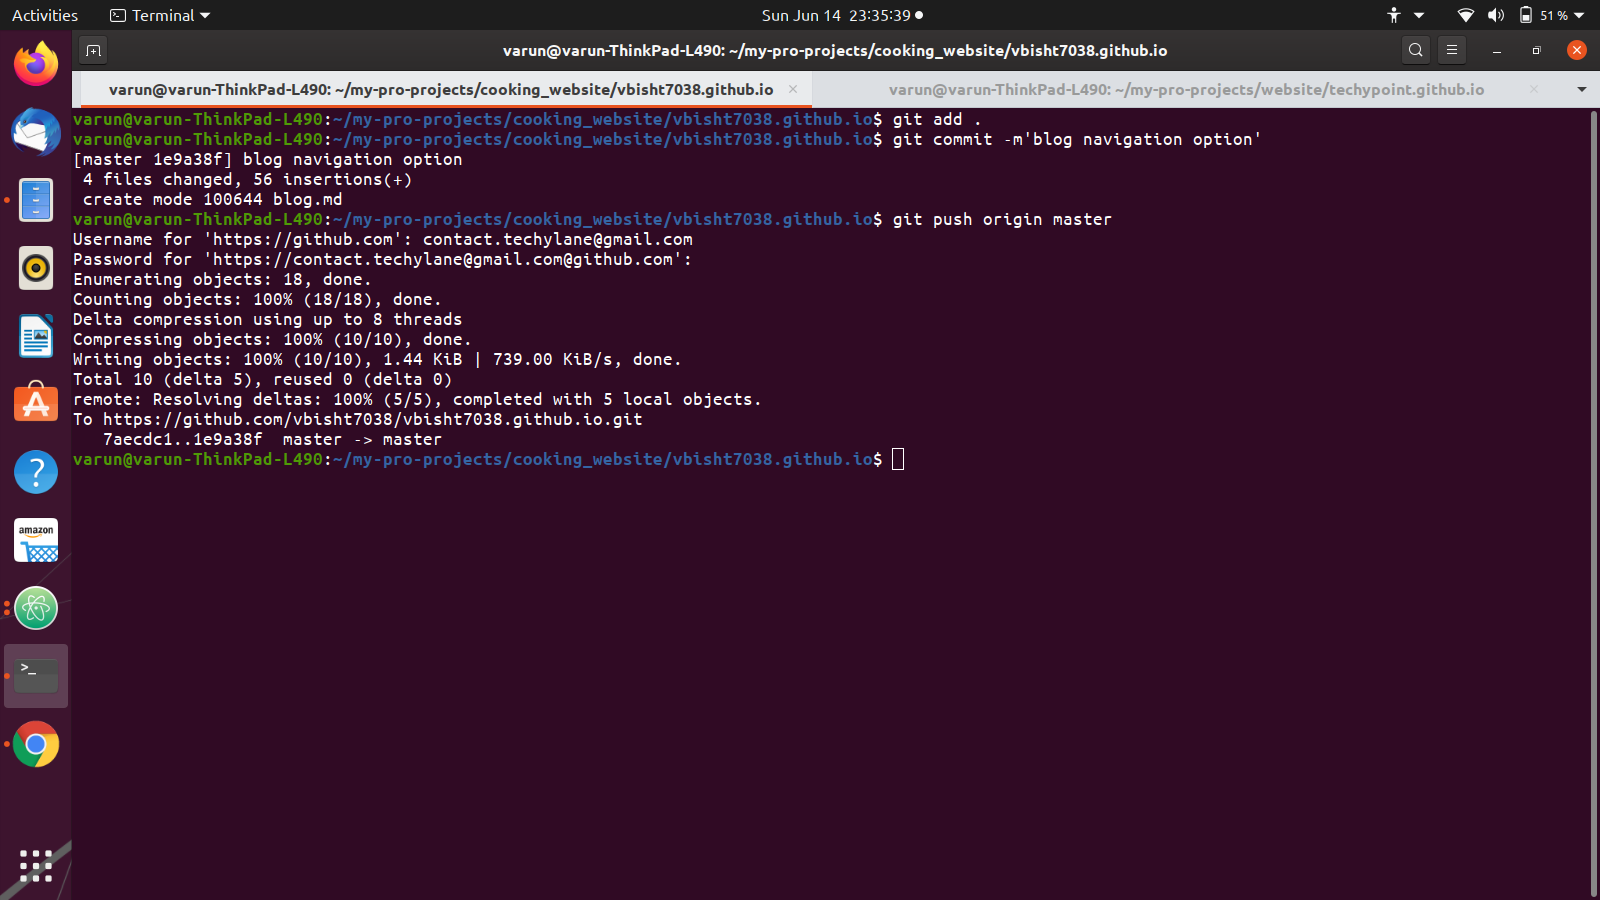 Activities
Terminal
Sun Jun 14 23:35:39
51 %
varun@varun-ThinkPad-L490: ~/my-pro-projects/cooking_website/vbisht7038.github.io
varun@varun-ThinkPad-L490: ~/my-pro-projects/cooking_website/vbisht7038.github.io
varun@varun-ThinkPad-L490: ~/my-pro-projects/website/techypoint.github.io
varun@varun-ThinkPad-L490:~/my-pro-projects/cooking_website/vbisht7038.github.io$ git add .
varun@varun-ThinkPad-L490:~/my-pro-projects/cooking_website/vbisht7038.github.io$ git commit -m'blog navigation option'
[master 1e9a38f] blog navigation option
 4 files changed, 56 insertions(+)
 create mode 100644 blog.md
varun@varun-ThinkPad-L490:~/my-pro-projects/cooking_website/vbisht7038.github.io$ git push origin master
Username for 'https://github.com': contact.techylane@gmail.com
Password for 'https://contact.techylane@gmail.com@github.com':
Enumerating objects: 18, done.
Counting objects: 100% (18/18), done.
Delta compression using up to 8 threads
Compressing objects: 100% (10/10), done.
Writing objects: 100% (10/10), 1.44 KiB | 739.00 KiB/s, done.
Total 10 (delta 5), reused 0 (delta 0)
remote: Resolving deltas: 100% (5/5), completed with 5 local objects.
To https://github.com/vbisht7038/vbisht7038.github.io.git
   7aecdc1..1e9a38f  master -> master
varun@varun-ThinkPad-L490:~/my-pro-projects/cooking_website/vbisht7038.github.io$
amazon